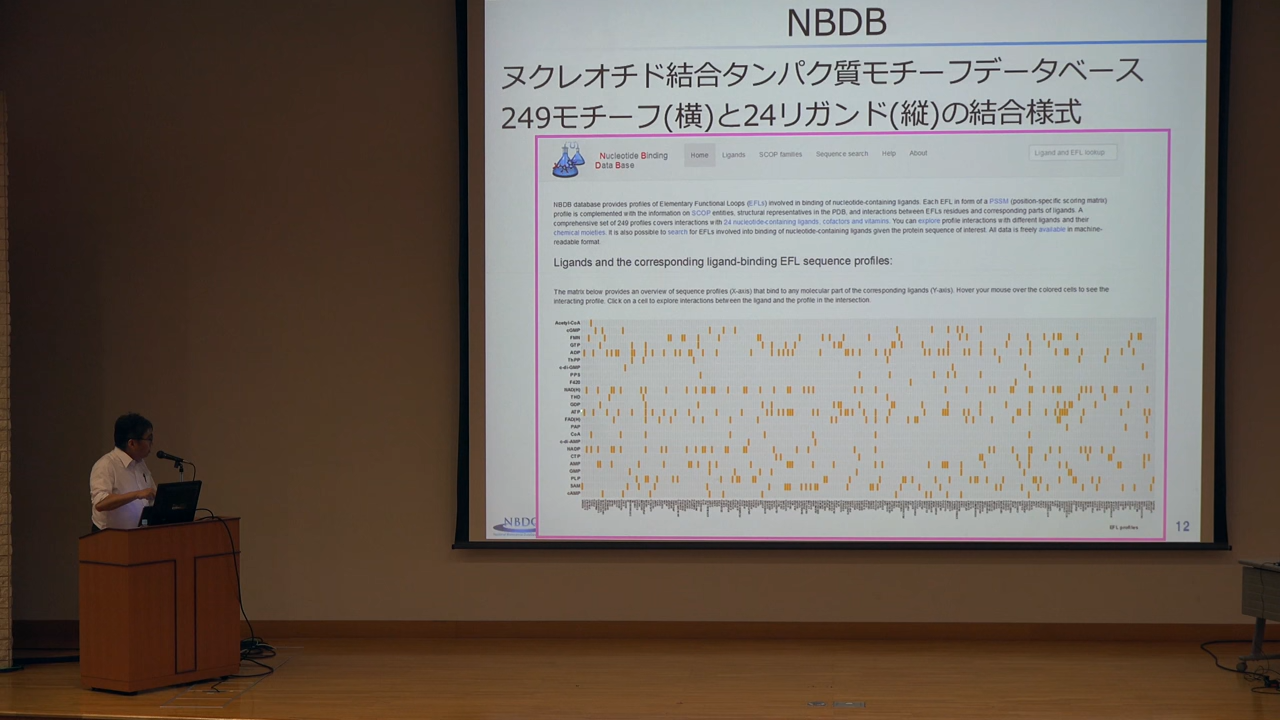 NBDB
ヌクレオチド結合タンパク質モチーフデータベース
249モチーフ(横)と24リガンド(縦)の結合様式
Nucleotide Binding
Data Base
Home Ligands SCOP families Sequence search Help About Ligand and EFL lookup
NBDB database provides profiles of Elementary Functional Loops (EFLs) involved in binding of nucleotide-containing ligands. Each EFL in form of a PSSM (position-specific scoring matrix)
profile is complemented with the information on SCOP entities, structural representatives in the PDB, and interactions between EFLs residues and corresponding parts of ligands. A
comprehensive set of 249 profiles covers interactions with 24 nucleotide-containing ligands, cofactors and vitamins. You can explore profile interactions with different ligands and their
chemical moieties. It is also possible to search for EFLs involved into binding of nucleotide-containing ligands given the protein sequence of interest. All data is freely available in machine-
readable format.
Ligands and the corresponding ligand-binding EFL sequence profiles:
The matrix below provides an overview of sequence profiles (X-axis) that bind to any molecular part of the corresponding ligands (Y-axis). Hover your mouse over the colored cells to see the
interacting profile. Click on a cell to explore interactions between the ligand and the profile in the intersection.
Acetyl-CoA
cGMP
FMN
GTP
ADP
ThPP
c-di-GMP
PPS
F420
NAD(H)
THD
GDP
ATP
FAD(H)
PAP
CoA
c-di-AMP
NADP
CTP
AMP
GMP
PLP
SAM
cAMP
EFL profiles
NBDC
12